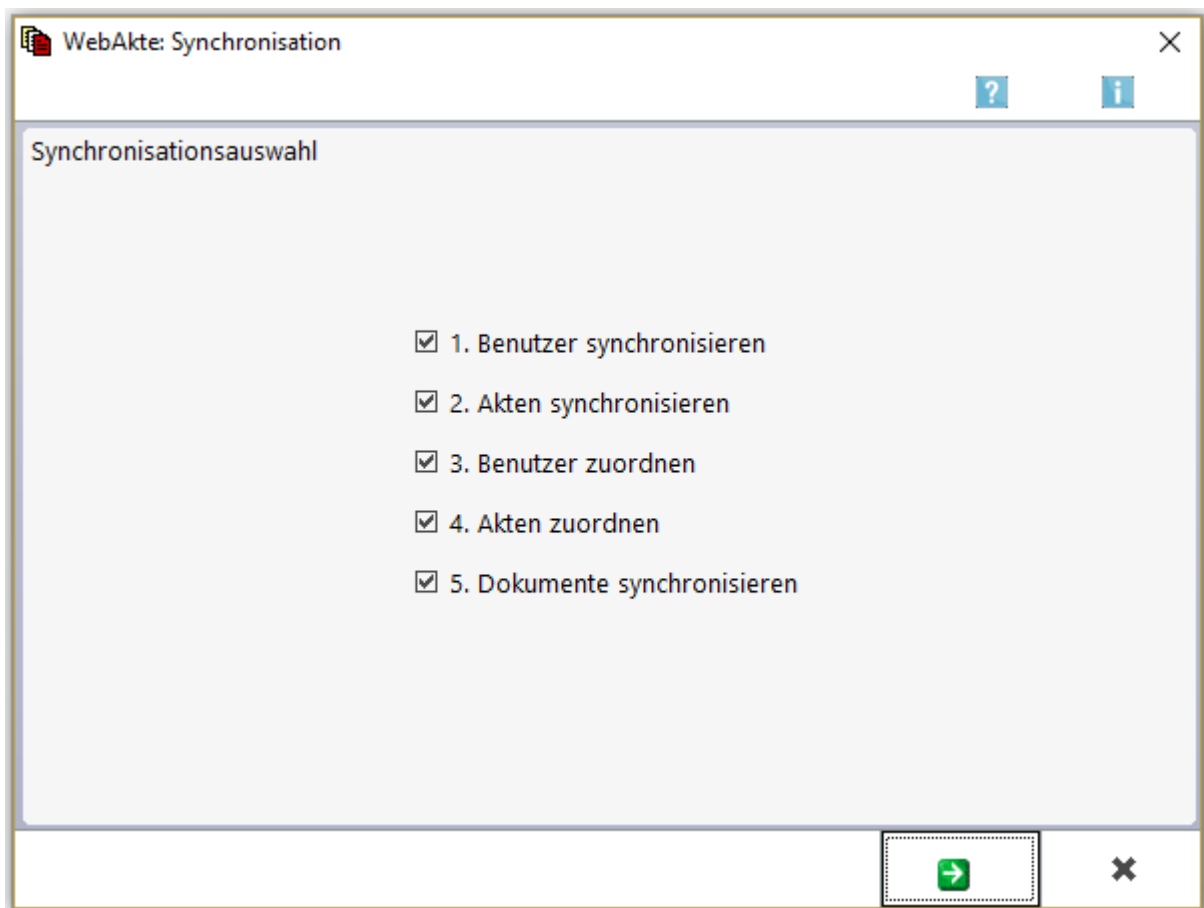 WebAkte: Synchronisation
?
i
Synchronisationsauswahl
1. Benutzer synchronisieren
2. Akten synchronisieren
3. Benutzer zuordnen
4. Akten zuordnen
5. Dokumente synchronisieren